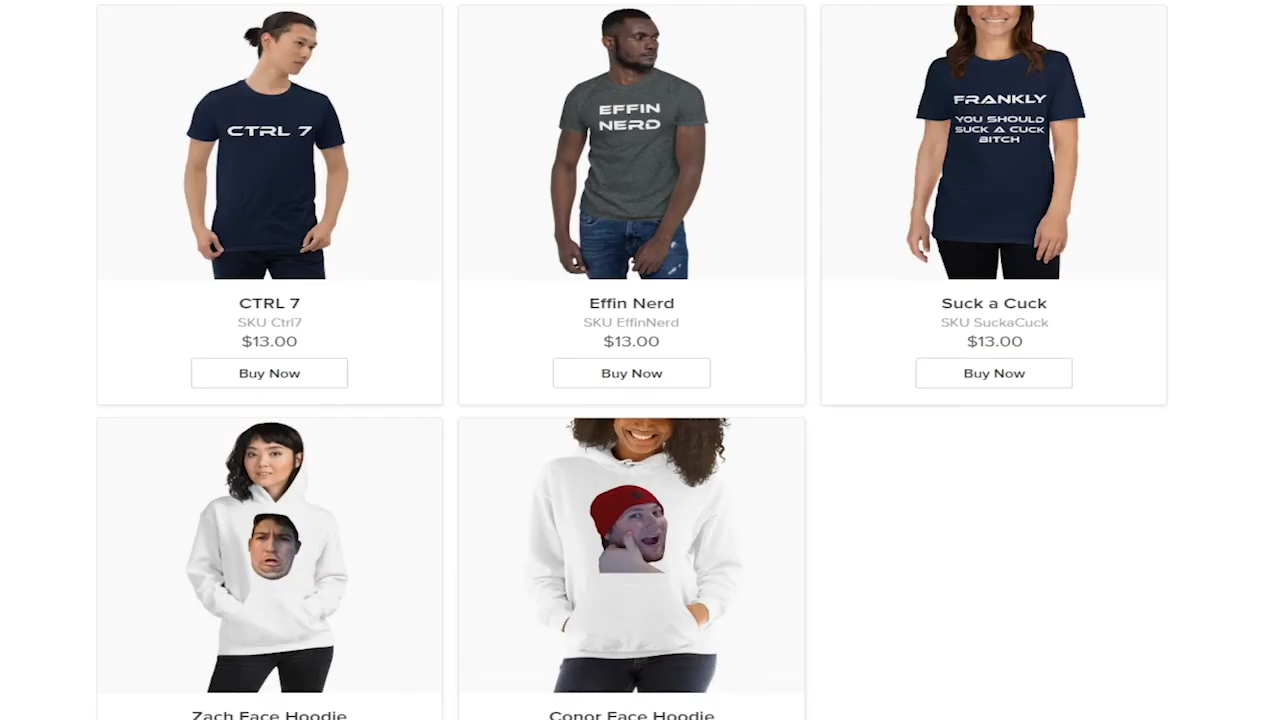 CTRL 7
EFFIN
NERD
FRANKLY
YOU SHOULD
SUCK A CUCK
BITCH
CTRL 7
SKU Ctrl7
$13.00
Buy Now
Effin Nerd
SKU EffinNerd
$13.00
Buy Now
Suck a Cuck
SKU SuckaCuck
$13.00
Buy Now
Zach Face Hoodie
Conor Face Hoodie